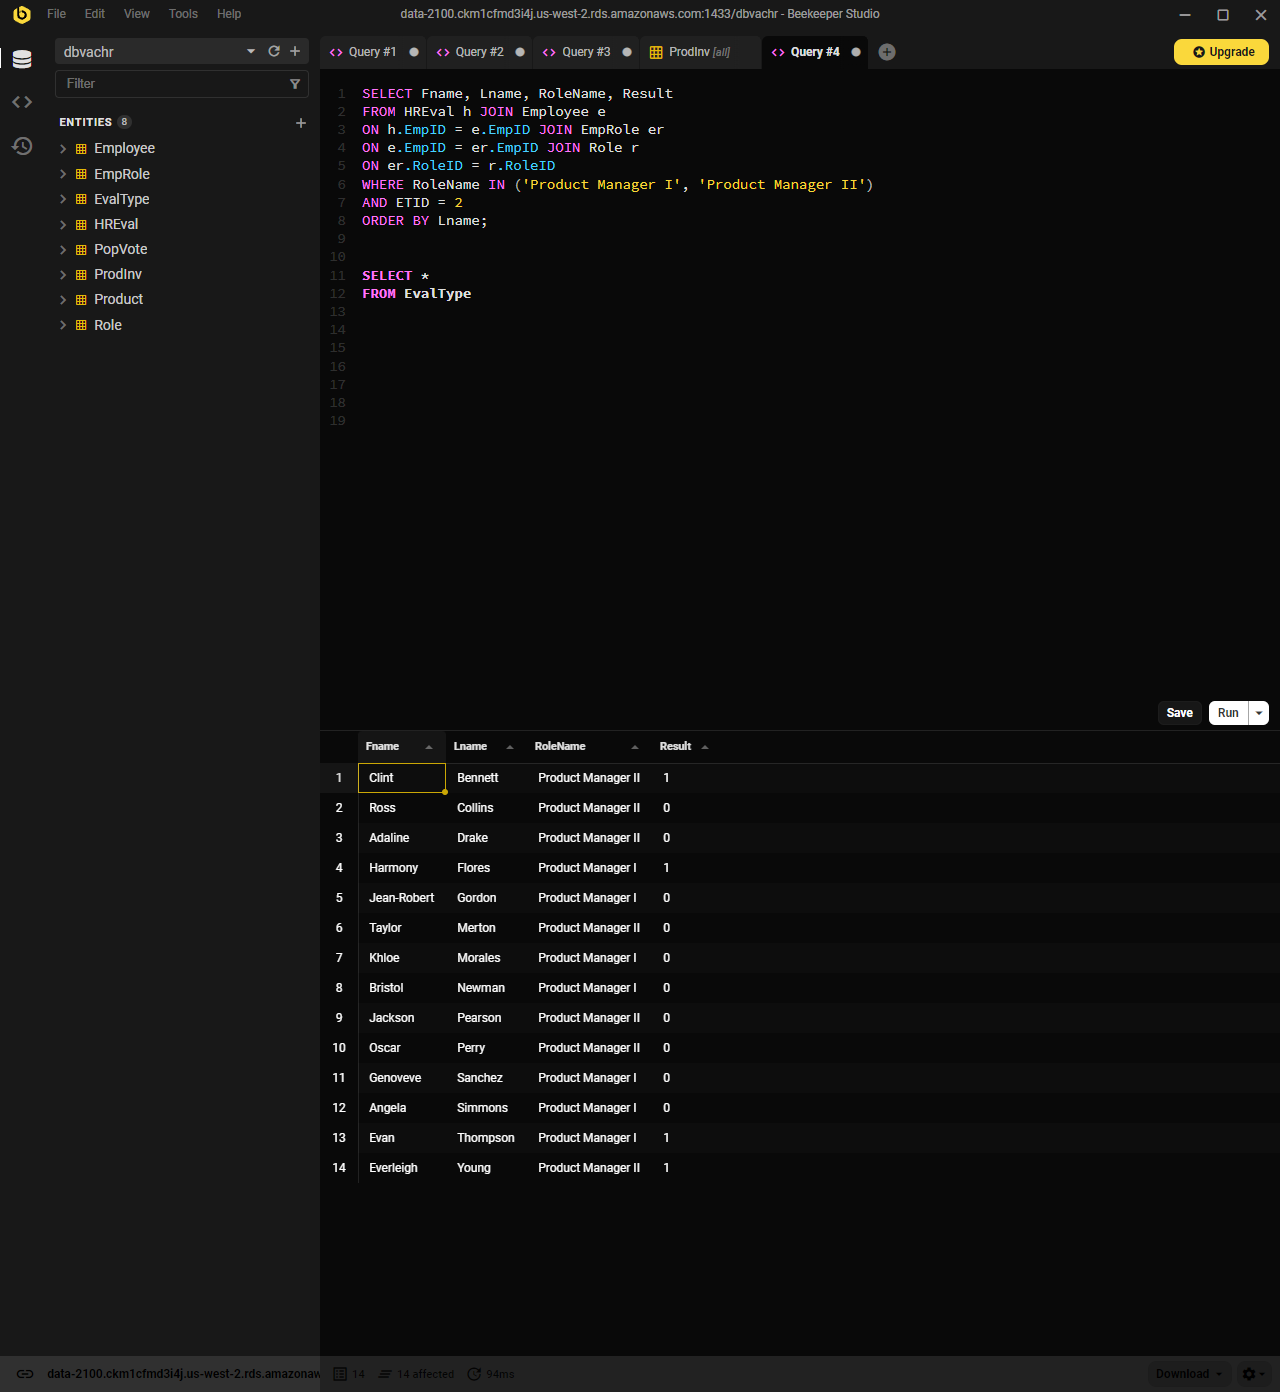 File Edit View Tools Help
data-2100.ckm1cfmd3i4j.us-west-2.rds.amazonaws.com:1433/dbvachr - Beekeeper Studio
dbvachr
Filter
ENTITIES 8
Employee
EmpRole
EvalType
HREval
PopVote
ProdInv
Product
Role
Query #1 Query #2 Query #3 ProdInv [all] Query #4
Upgrade
1 SELECT Fname, Lname, RoleName, Result
2 FROM HREval h JOIN Employee e
3 ON h.EmpID = e.EmpID JOIN EmpRole er
4 ON e.EmpID = er.EmpID JOIN Role r
5 ON er.RoleID = r.RoleID
6 WHERE RoleName IN ('Product Manager I', 'Product Manager II')
7 AND ETID = 2
8 ORDER BY Lname;
9
10
11 SELECT *
12 FROM EvalType
13
14
15
16
17
18
19
Save Run
Fname Lname RoleName Result
1 Clint Bennett Product Manager II 1
2 Ross Collins Product Manager II 0
3 Adaline Drake Product Manager II 0
4 Harmony Flores Product Manager I 1
5 Jean-Robert Gordon Product Manager I 0
6 Taylor Merton Product Manager II 0
7 Khloe Morales Product Manager I 0
8 Bristol Newman Product Manager I 0
9 Jackson Pearson Product Manager II 0
10 Oscar Perry Product Manager II 0
11 Genoveve Sanchez Product Manager I 0
12 Angela Simmons Product Manager I 0
13 Evan Thompson Product Manager I 1
14 Everleigh Young Product Manager II 1
data-2100.ckm1cfmd3i4j.us-west-2.rds.amazonaw 14 14 affected 94ms Download